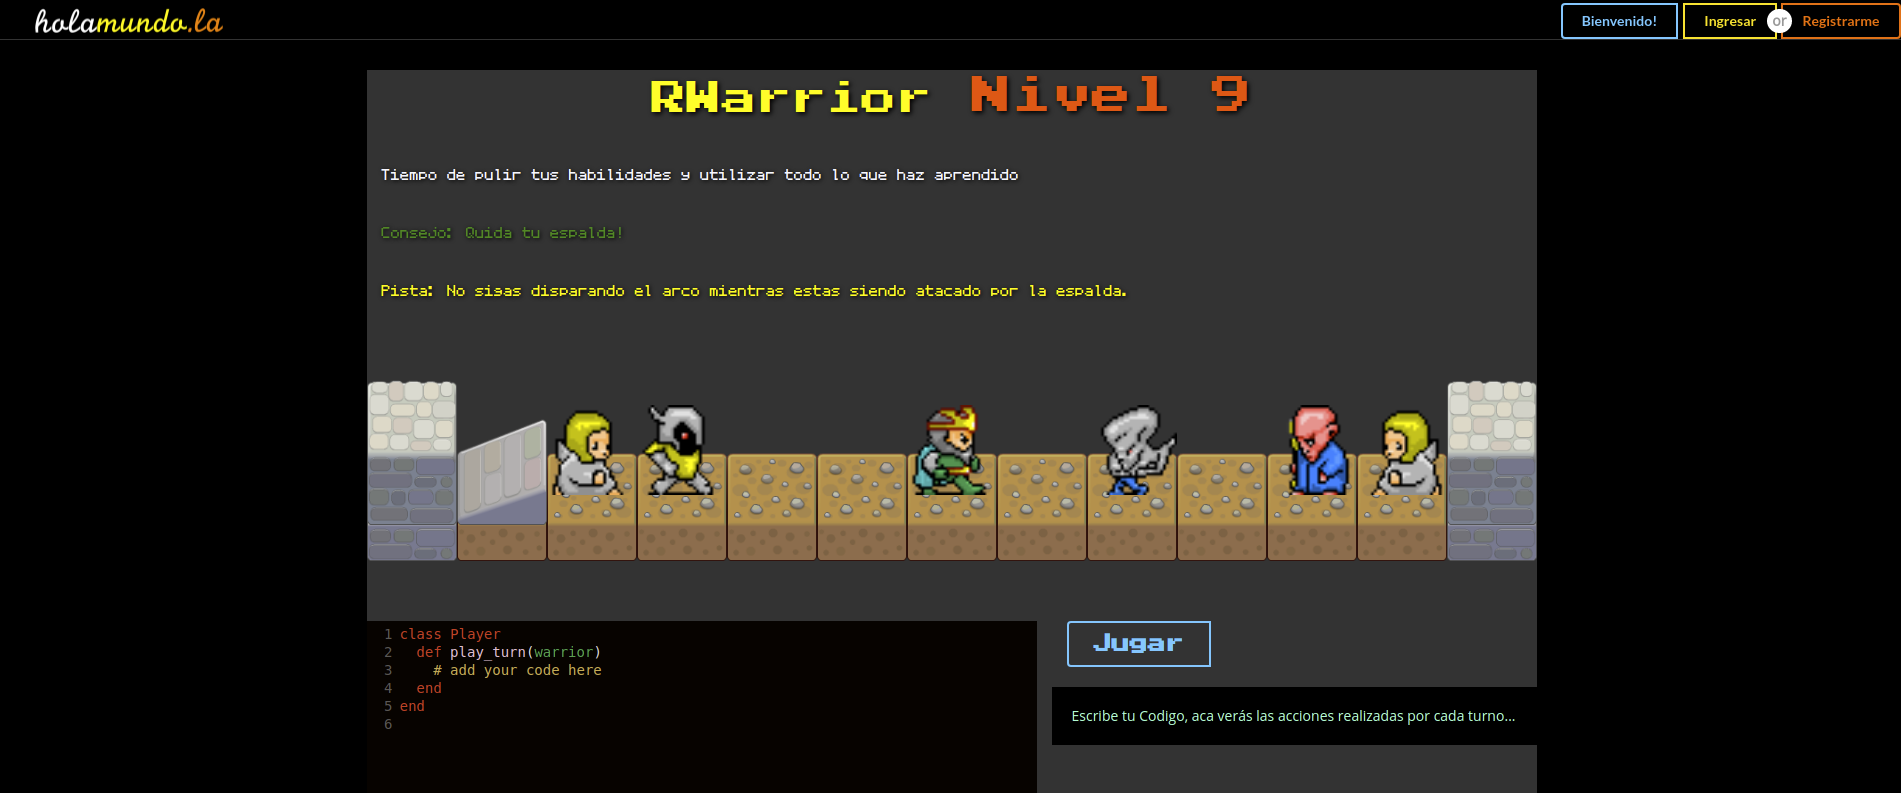 holamundo.la
Bienvenido!
Ingresar
or
Registrarme
RWarrior Nivel 9
Tiempo de pulir tus habilidades y utilizar todo lo que haz aprendido
Consejo: Quida tu espalda!
Pista: No sigas disparando el arco mientras estas siendo atacado por la espalda.
1 class Player
2 def play_turn(warrior)
3 # add your code here
4 end
5 end
6
Jugar
Escribe tu Codigo, aca verás las acciones realizadas por cada turno...